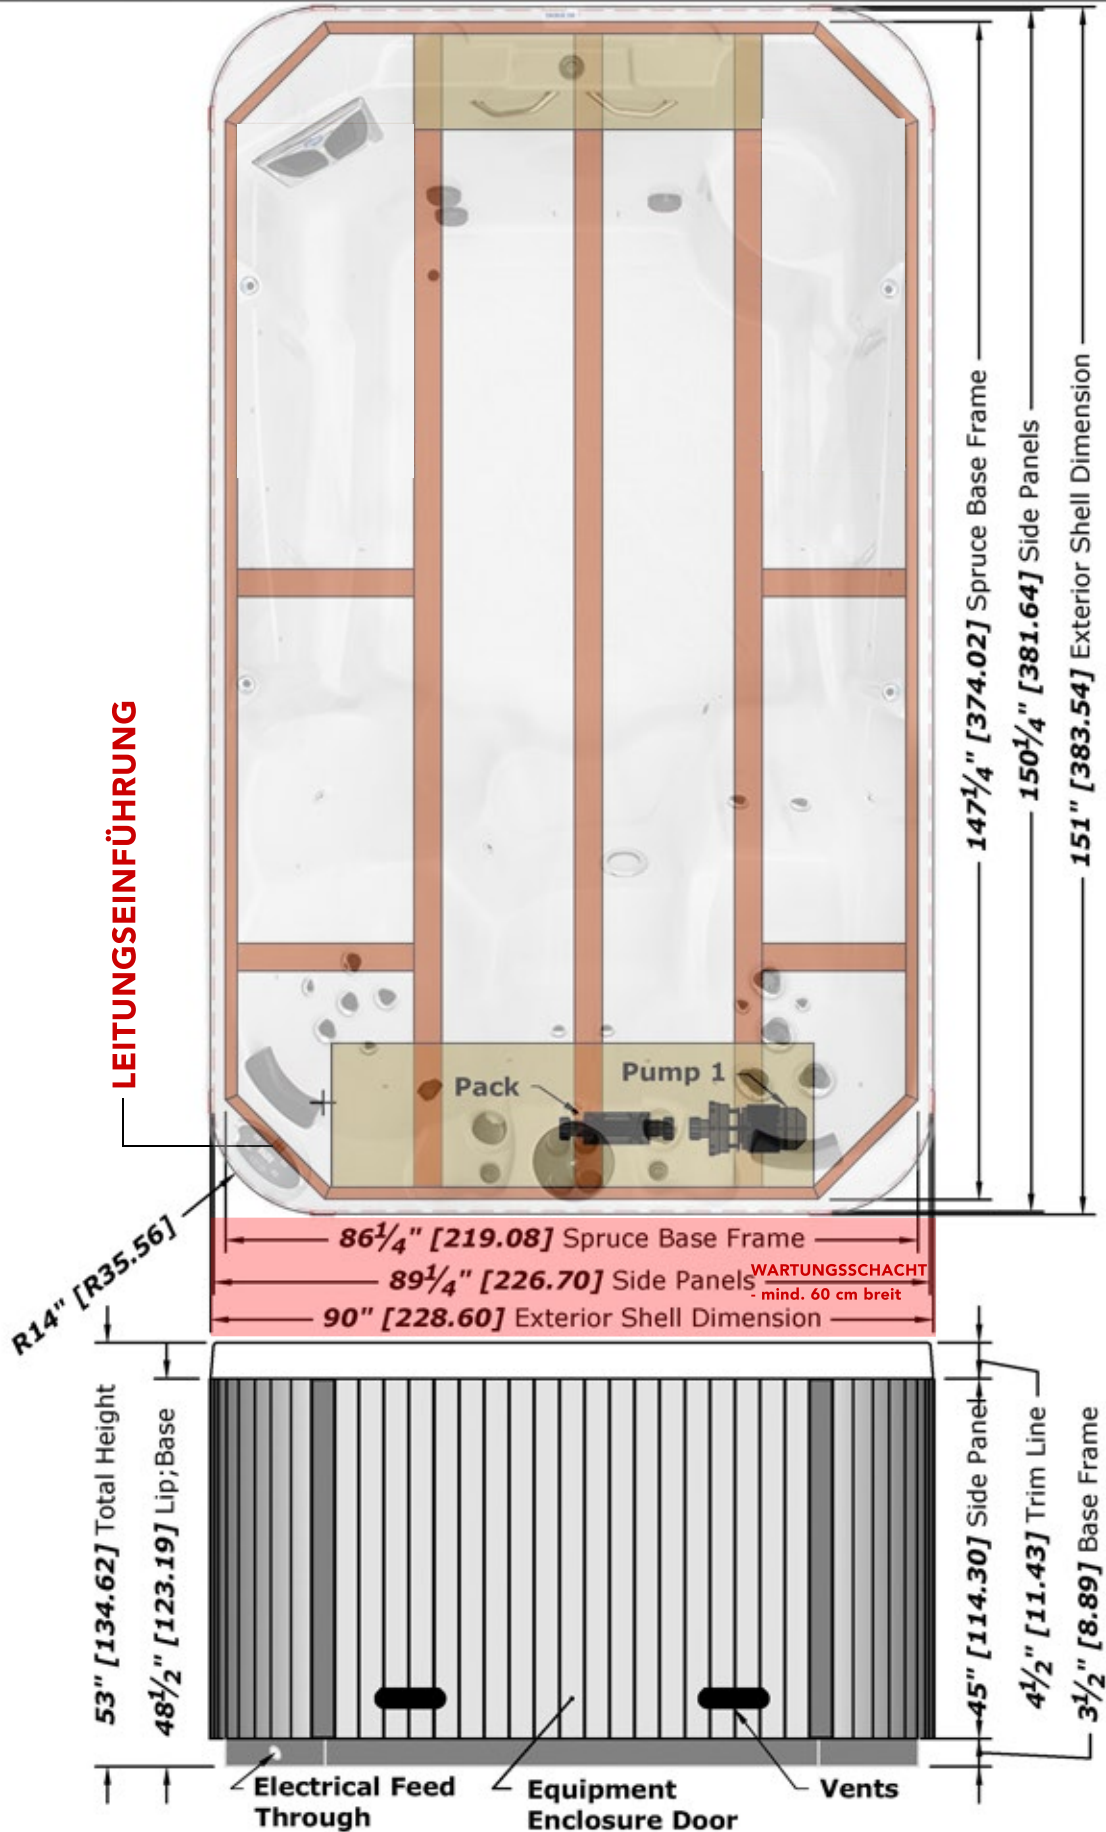 147¼" [374.02] Spruce Base Frame
150¼" [381.64] Side Panels
151" [383.54] Exterior Shell Dimension
LEITUNGSEINFÜHRUNG
Pack
Pump 1
R14" [R35.56]
86¼" [219.08] Spruce Base Frame
89¼" [226.70] Side Panels
WARTUNGSSCHACHT
- mind. 60 cm breit
90" [228.60] Exterior Shell Dimension
53" [134.62] Total Height
48½" [123.19] Lip;Base
45" [114.30] Side Panel
4½" [11.43] Trim Line
3½" [8.89] Base Frame
Electrical Feed
Through
Equipment
Enclosure Door
Vents